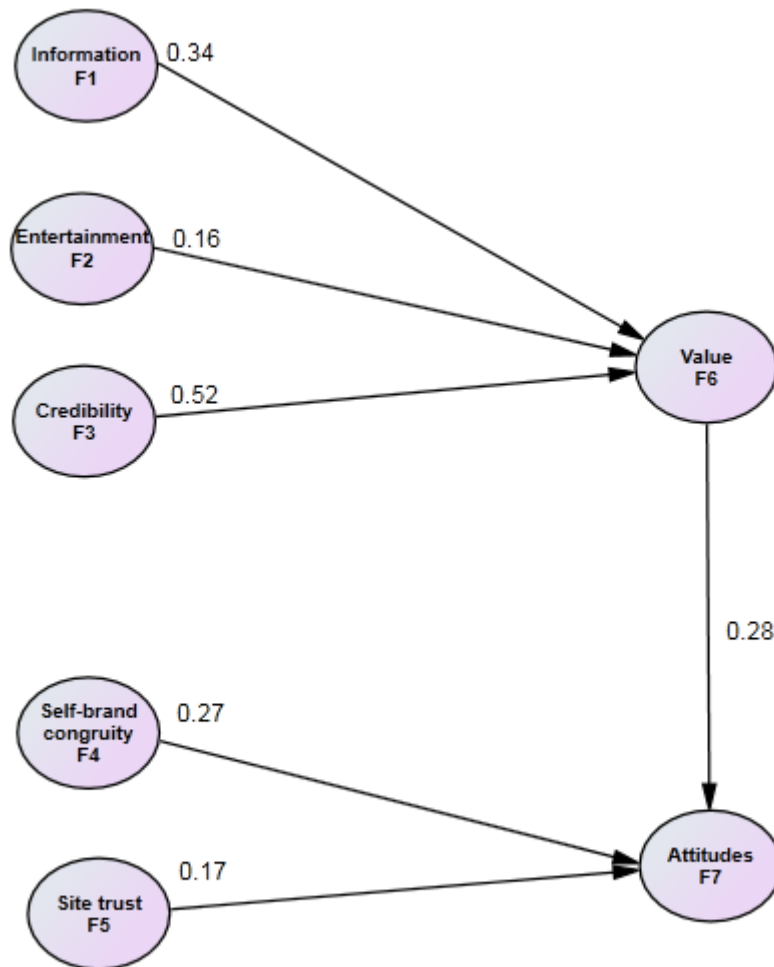 Information
F1
0.34
Entertainment
F2
0.16
Credibility
F3
0.52
Value
F6
0.28
Self-brand
congruity
F4
0.27
Site trust
F5
0.17
Attitudes
F7